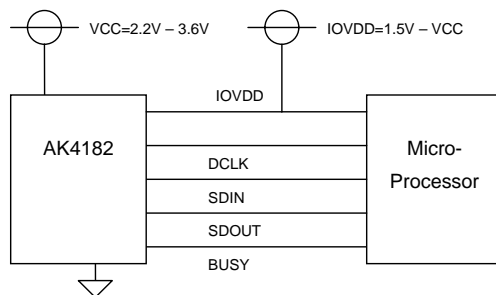 VCC=2.2V – 3.6V
IOVDD=1.5V – VCC
IOVDD
AK4182
Micro-
Processor
DCLK
SDIN
SDOUT
BUSY